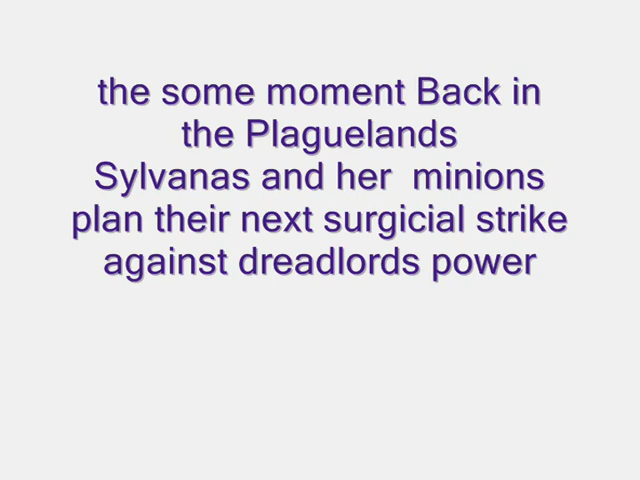 the some moment Back in
the Plaguelands
Sylvanas and her  minions
plan their next surgicial strike
against dreadlords power